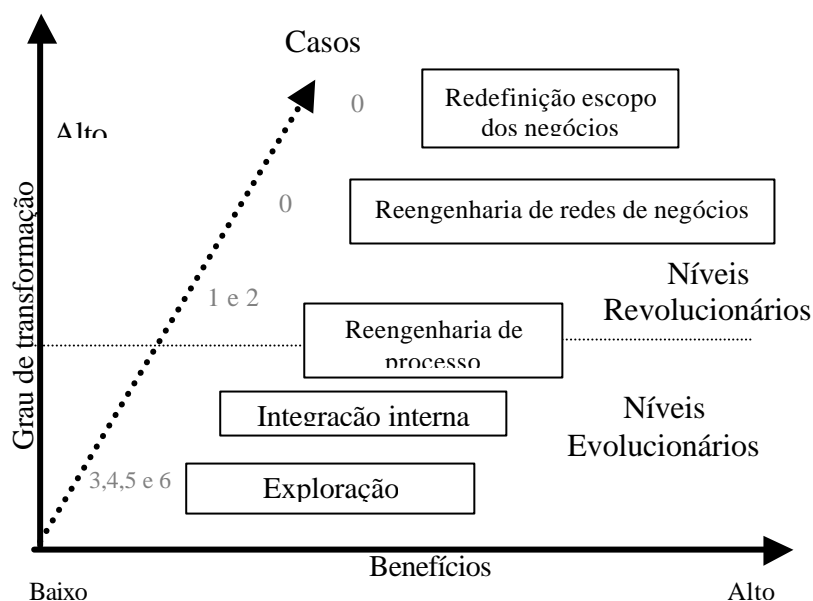 Casos
0
Redefinição escopo
dos negócios
Alto
0
Reengenharia de redes de negócios
Níveis
Revolucionários
1 e 2
Reengenharia de
processo
Grau de transformação
Integração interna
Níveis
Evolucionários
3,4,5 e 6
Exploração
Benefícios
Baixo
Alto